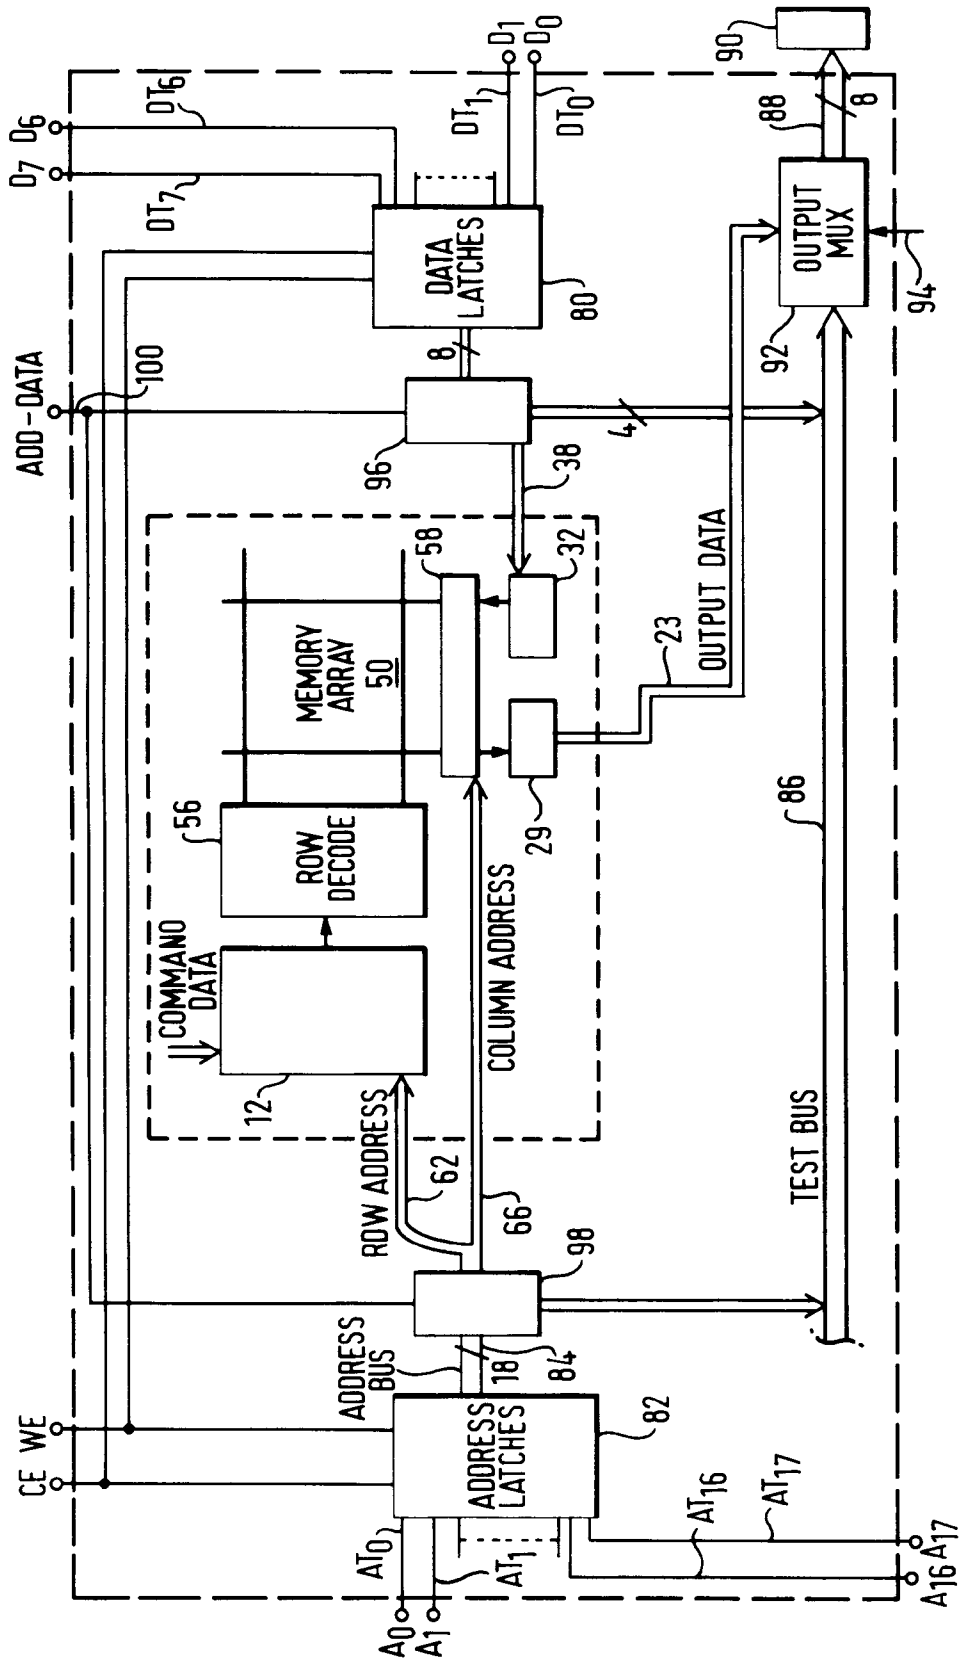 CE
WE
ADD-DATA
100
D7
D6
DT7
DT6
D1
D0
DT1
DT0
DATA
LATCHES
80
8
96
4
38
COMMAND
DATA
12
56
ROW
DECODE
MEMORY
ARRAY
50
58
32
29
23
OUTPUT DATA
OUTPUT
MUX
92
94
88
8
90
RDW ADDRESS
62
COLUMN ADDRESS
66
98
ADDRESS
BUS
18
84
ADDRESS
LATCHES
82
AT0
AT1
A0
A1
AT16
AT17
A16
A17
TEST BUS
86